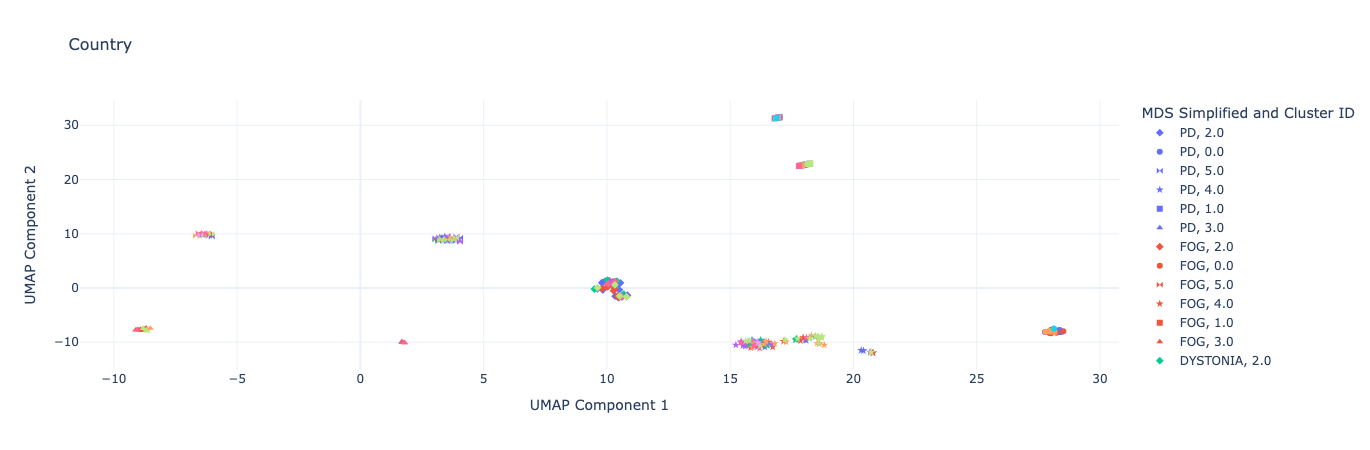 Country
UMAP Component 2
30
20
10
0
−10
−10
−5
0
5
10
15
20
25
30
UMAP Component 1
MDS Simplified and Cluster ID
PD, 2.0
PD, 0.0
PD, 5.0
PD, 4.0
PD, 1.0
PD, 3.0
FOG, 2.0
FOG, 0.0
FOG, 5.0
FOG, 4.0
FOG, 1.0
FOG, 3.0
DYSTONIA, 2.0